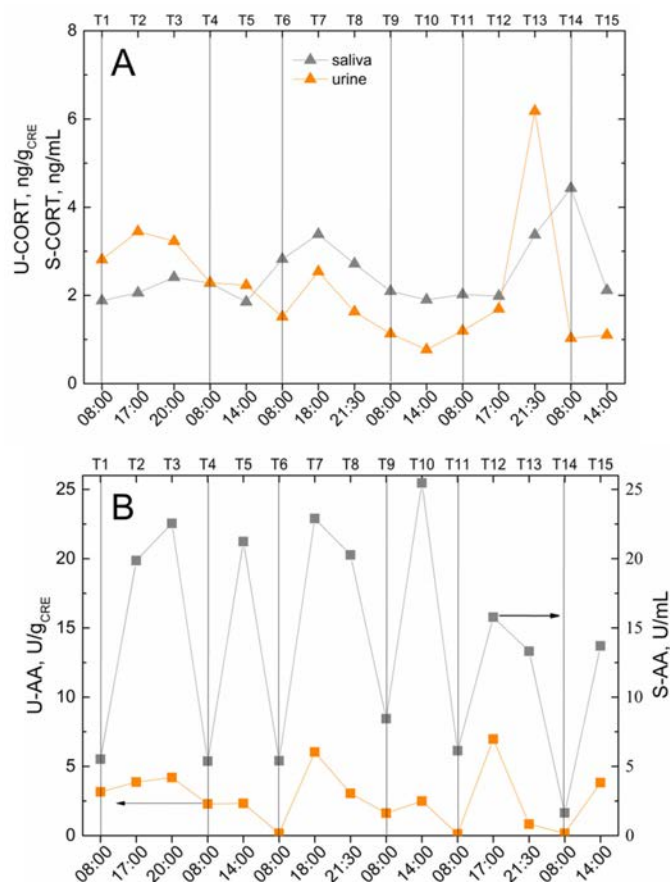 T1 T2 T3 T4 T5 T6 T7 T8 T9 T10 T11 T12 T13 T14 T15
A
saliva
urine
U-CORT, ng/gCRE
S-CORT, ng/mL
8
6
4
2
0
08:00 17:00 20:00 08:00 14:00 08:00 18:00 21:30 08:00 14:00 08:00 17:00 21:30 08:00 14:00
T1 T2 T3 T4 T5 T6 T7 T8 T9 T10 T11 T12 T13 T14 T15
B
U-AA, U/gCRE
25
20
15
10
5
0
25
20
15
10
5
0
S-AA, U/mL
08:00 17:00 20:00 08:00 14:00 08:00 18:00 21:30 08:00 14:00 08:00 17:00 21:30 08:00 14:00